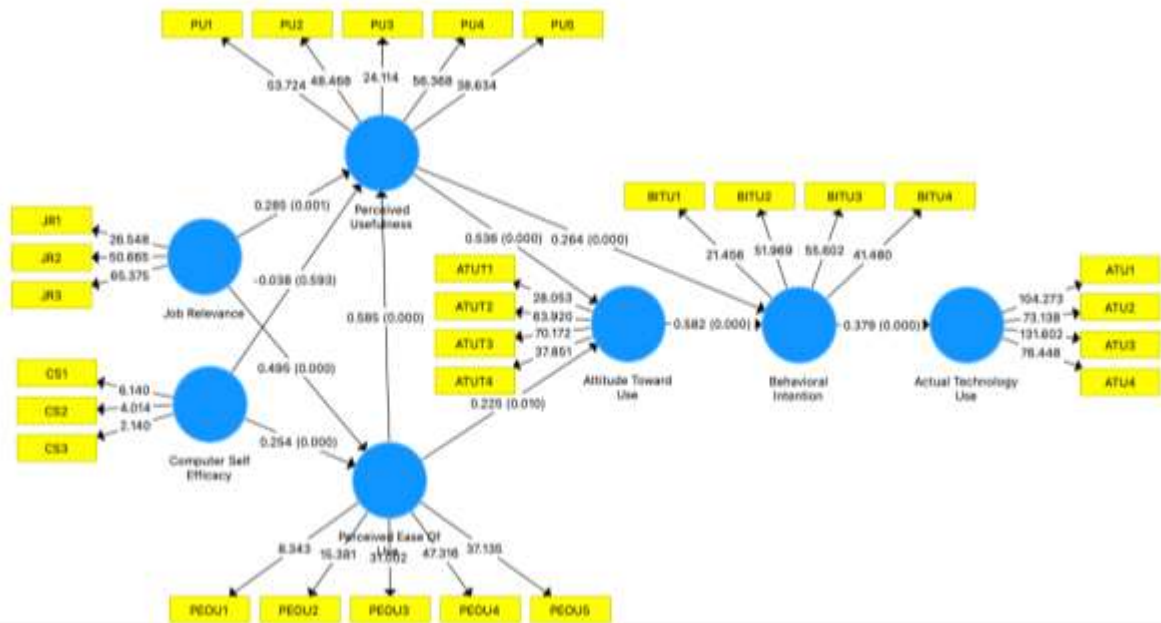 PU1 PU2 PU3 PU4 PU5
53.724 48.468 24.114 56.368 38.634
Perceived
Usefulness
BITU1 BITU2 BITU3 BITU4
21.456 51.969 55.602 41.480
JR1
JR2
JR3
26.548
50.665
65.375
Job Relevance
0.285 (0.001)
-0.038 (0.593)
0.495 (0.000)
0.254 (0.000)
0.585 (0.000)
0.536 (0.000)
0.264 (0.000)
0.225 (0.010)
CS1
CS2
CS3
6.140
4.014
2.140
Computer Self
Efficacy
ATUT1
ATUT2
ATUT3
ATUT4
28.053
63.920
70.172
37.851
Attitude Toward
Use
0.582 (0.000)
Behavioral
Intention
0.379 (0.000)
Actual Technology
Use
104.273
73.138
131.602
76.448
ATU1
ATU2
ATU3
ATU4
Perceived Ease Of
Use
8.343 15.381 47.316 37.135
PEOU1 PEOU2 PEOU3 PEOU4 PEOU5